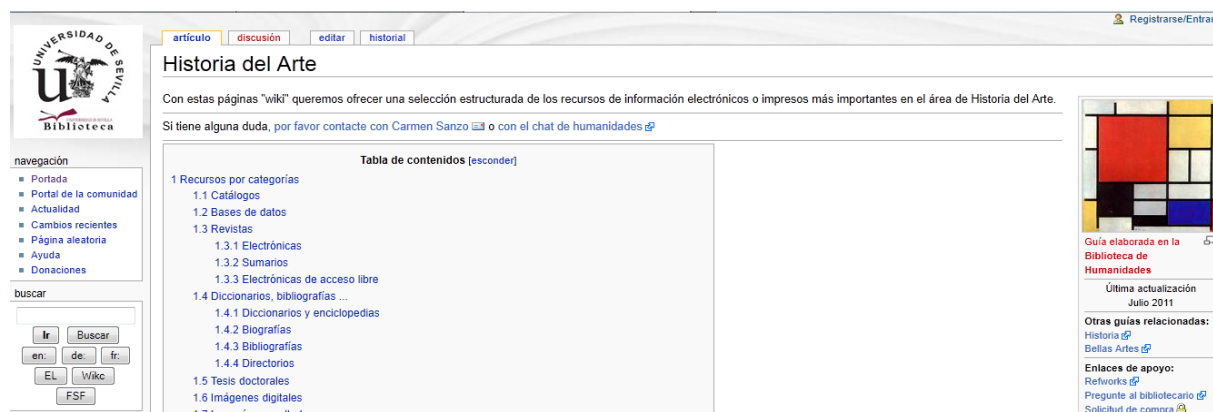 Registrarse/Entrar
UNIVERSIDAD DE SEVILLA
U
Biblioteca
artículo discusión editar historial
Historia del Arte
Con estas páginas "wiki" queremos ofrecer una selección estructurada de los recursos de información electrónicos o impresos más importantes en el área de Historia del Arte.
Si tiene alguna duda, por favor contacte con Carmen Sanzo o con el chat de humanidades
navegación
Portada
Portal de la comunidad
Actualidad
Cambios recientes
Página aleatoria
Ayuda
Donaciones
buscar
Ir Buscar
en: de: fr:
EL Wikc
FSF
Tabla de contenidos [esconder]
1 Recursos por categorías
1.1 Catálogos
1.2 Bases de datos
1.3 Revistas
1.3.1 Electrónicas
1.3.2 Sumarios
1.3.3 Electrónicas de acceso libre
1.4 Diccionarios, bibliografías ...
1.4.1 Diccionarios y enciclopedias
1.4.2 Biografías
1.4.3 Bibliografías
1.4.4 Directorios
1.5 Tesis doctorales
1.6 Imágenes digitales
Guía elaborada en la
Biblioteca de
Humanidades
Última actualización
Julio 2011
Otras guías relacionadas:
Historia
Bellas Artes
Enlaces de apoyo:
Refworks
Pregunte al bibliotecario
Solicitud de compra